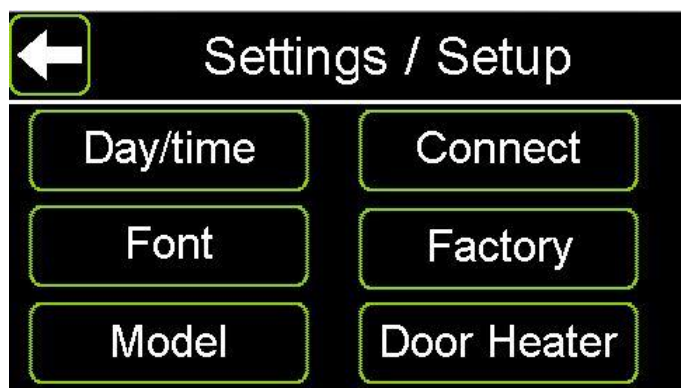 Settings / Setup
Day/time
Connect
Font
Factory
Model
Door Heater